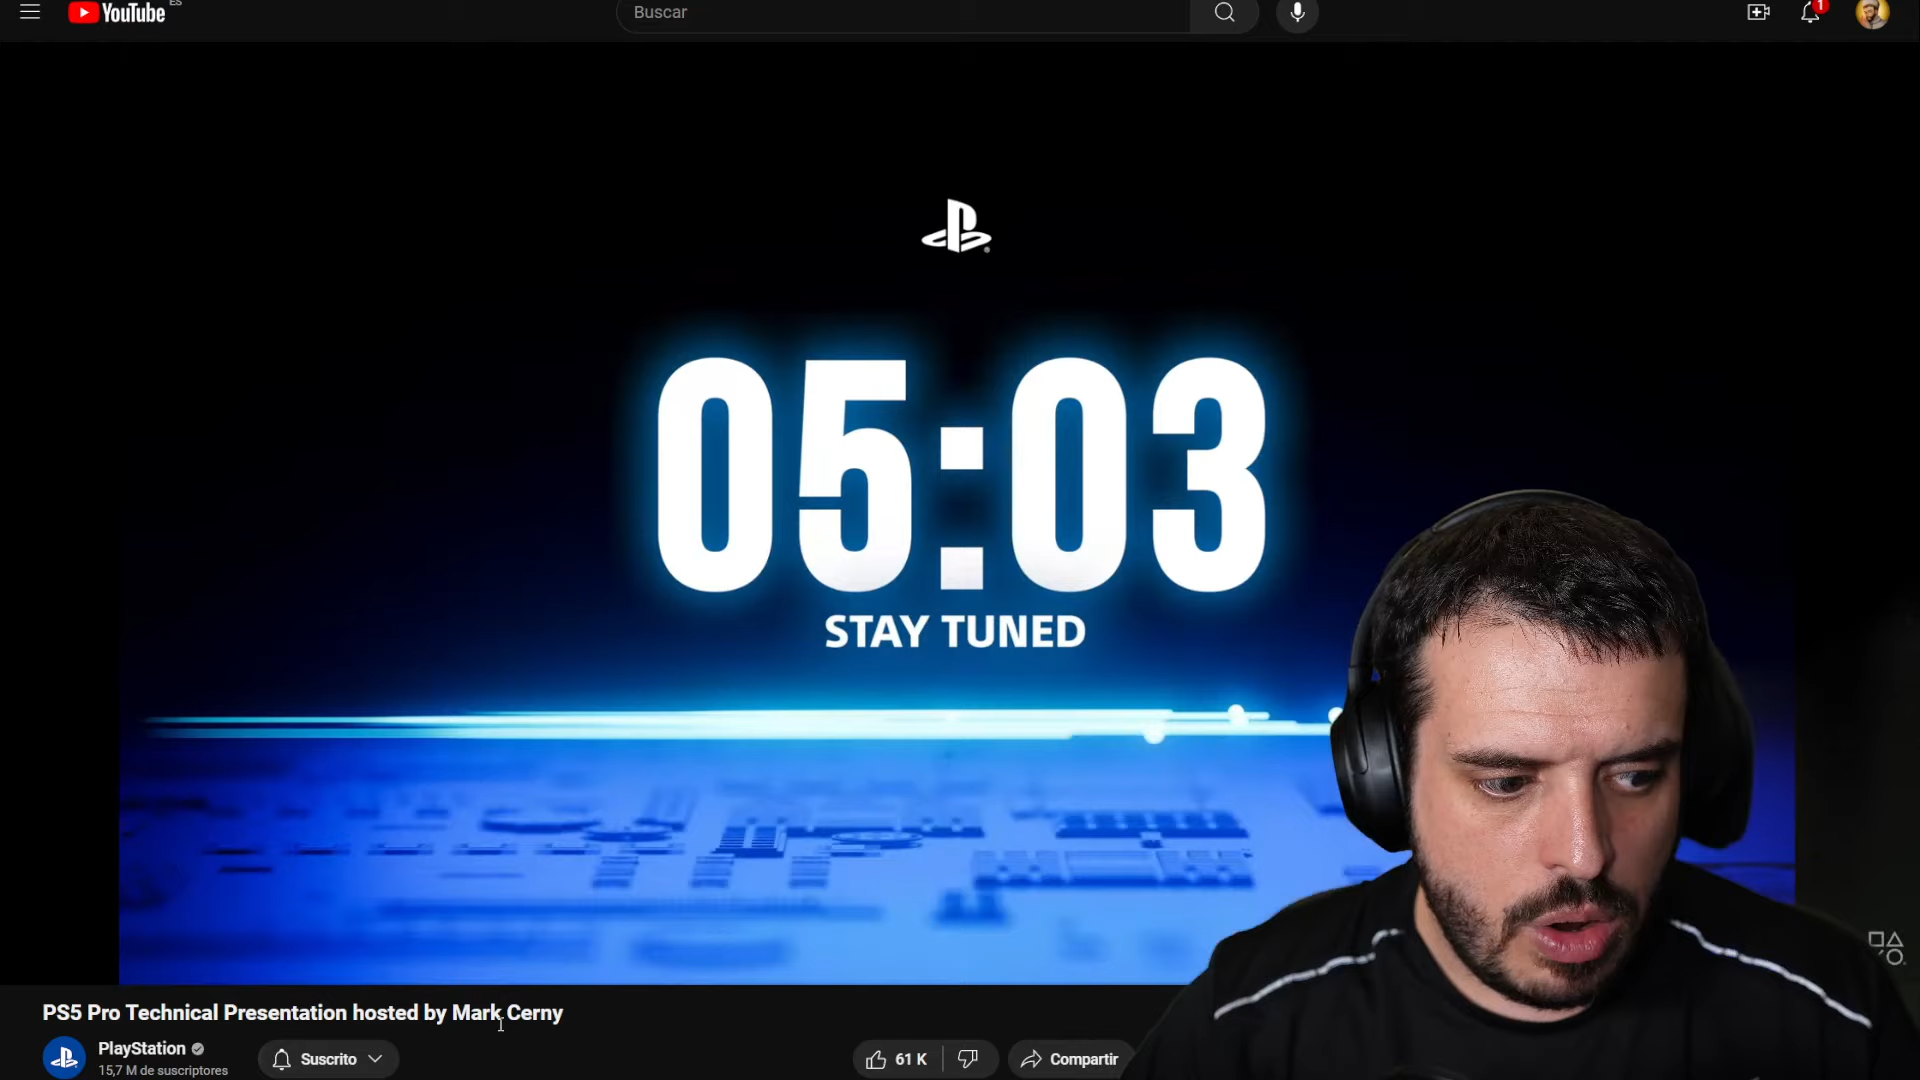 YouTube ES
Buscar
1
05:03
STAY TUNED
PS5 Pro Technical Presentation hosted by Mark Cerny
PlayStation
15,7 M de suscriptores
Suscrito
61 K
Compartir